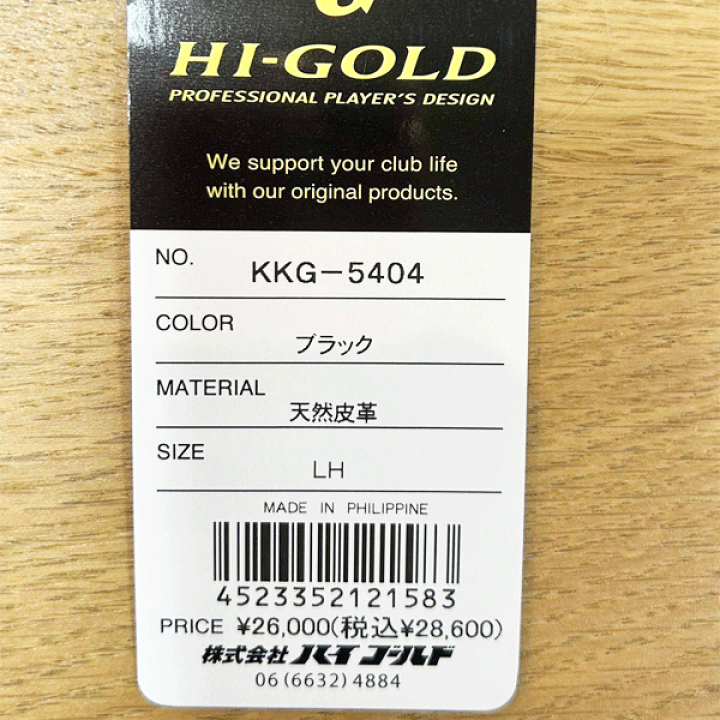 HI-GOLD
PROFESSIONAL PLAYER'S DESIGN
We support your club life
with our original products.
NO. KKG-5404
COLOR ブラック
MATERIAL 天然皮革
SIZE LH
MADE IN PHILIPPINE
4523352121583
PRICE ¥26,000(税込¥28,600)
株式会社 ハイゴールド
06(6632)4884